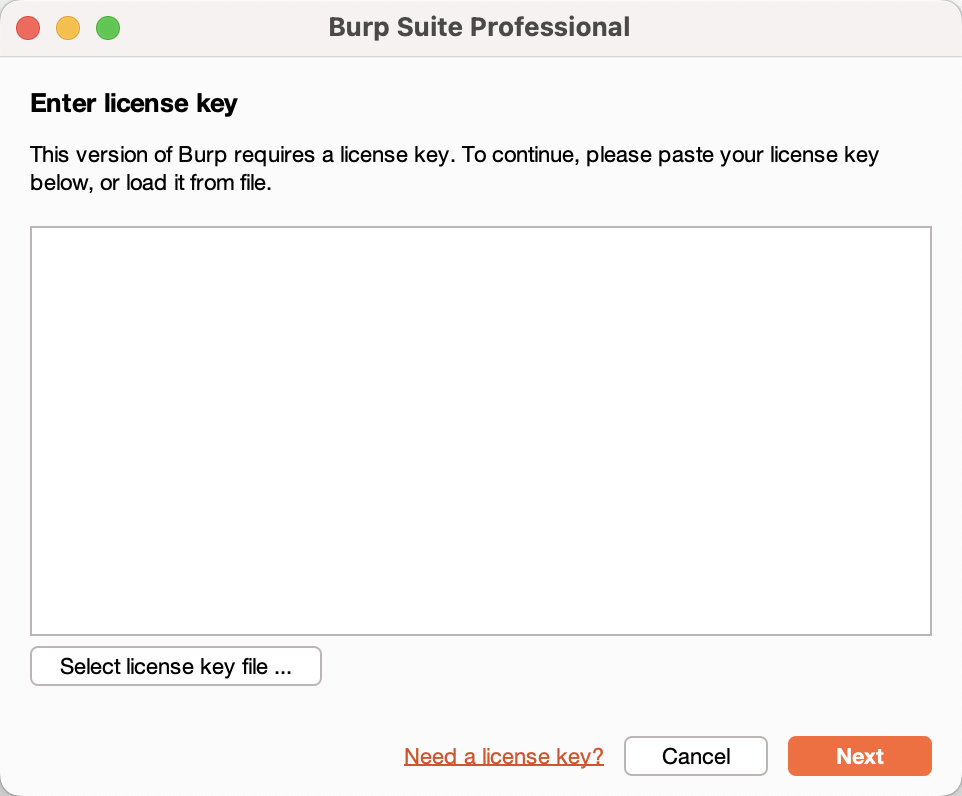 Burp Suite Professional
Enter license key
This version of Burp requires a license key. To continue, please paste your license key
below, or load it from file.
Select license key file ...
Need a license key?
Cancel
Next